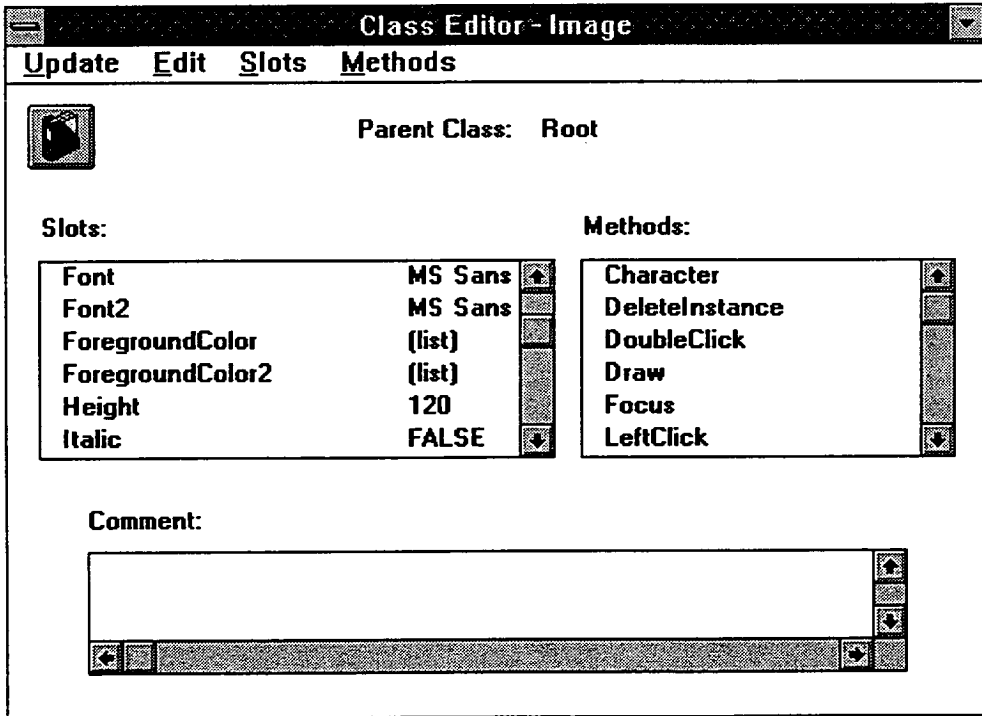 Class Editor - Image
Update Edit Slots Methods
Parent Class: Root
Slots:
Font MS Sans
Font2 MS Sans
ForegroundColor (list)
ForegroundColor2 (list)
Height 120
Italic FALSE
Methods:
Character
DeleteInstance
DoubleClick
Draw
Focus
LeftClick
Comment: